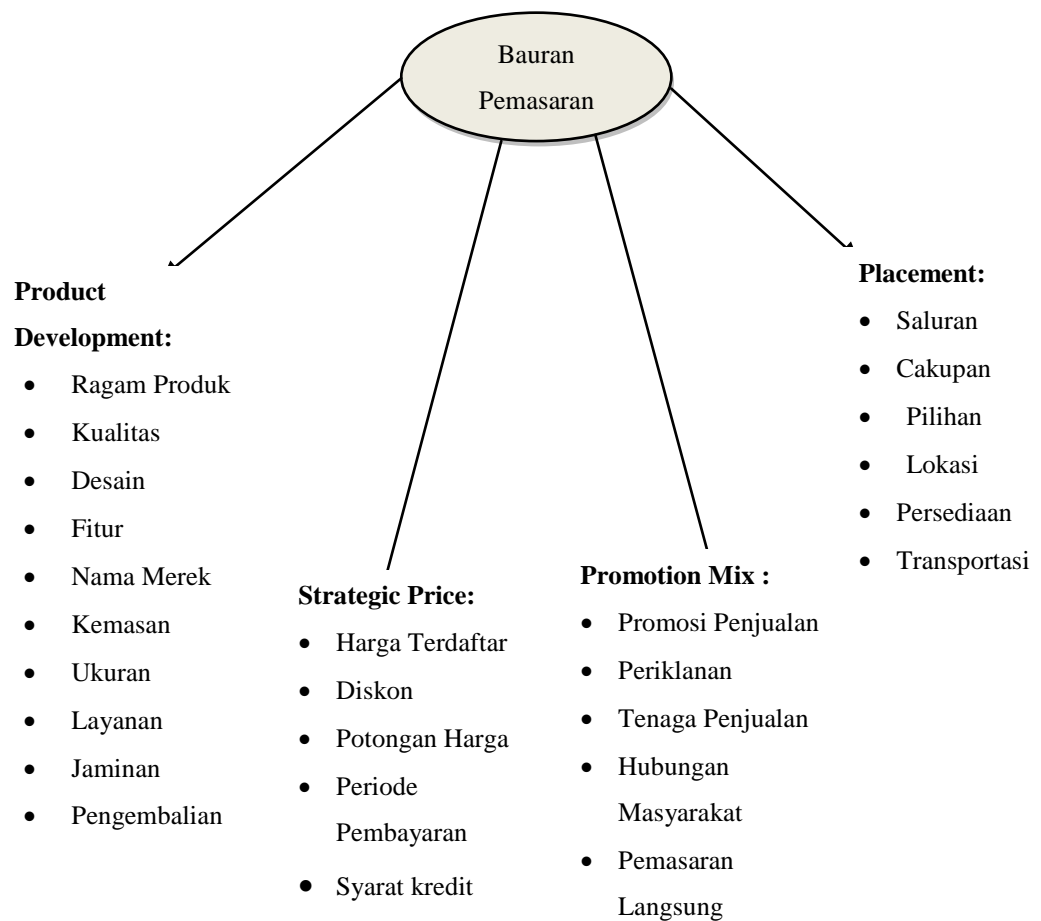 Bauran
Pemasaran
Product
Development:
• Ragam Produk
• Kualitas
• Desain
• Fitur
• Nama Merek
• Kemasan
• Ukuran
• Layanan
• Jaminan
• Pengembalian
Strategic Price:
• Harga Terdaftar
• Diskon
• Potongan Harga
• Periode
Pembayaran
• Syarat kredit
Promotion Mix :
• Promosi Penjualan
• Periklanan
• Tenaga Penjualan
• Hubungan
Masyarakat
• Pemasaran
Langsung
Placement:
• Saluran
• Cakupan
• Pilihan
• Lokasi
• Persediaan
• Transportasi